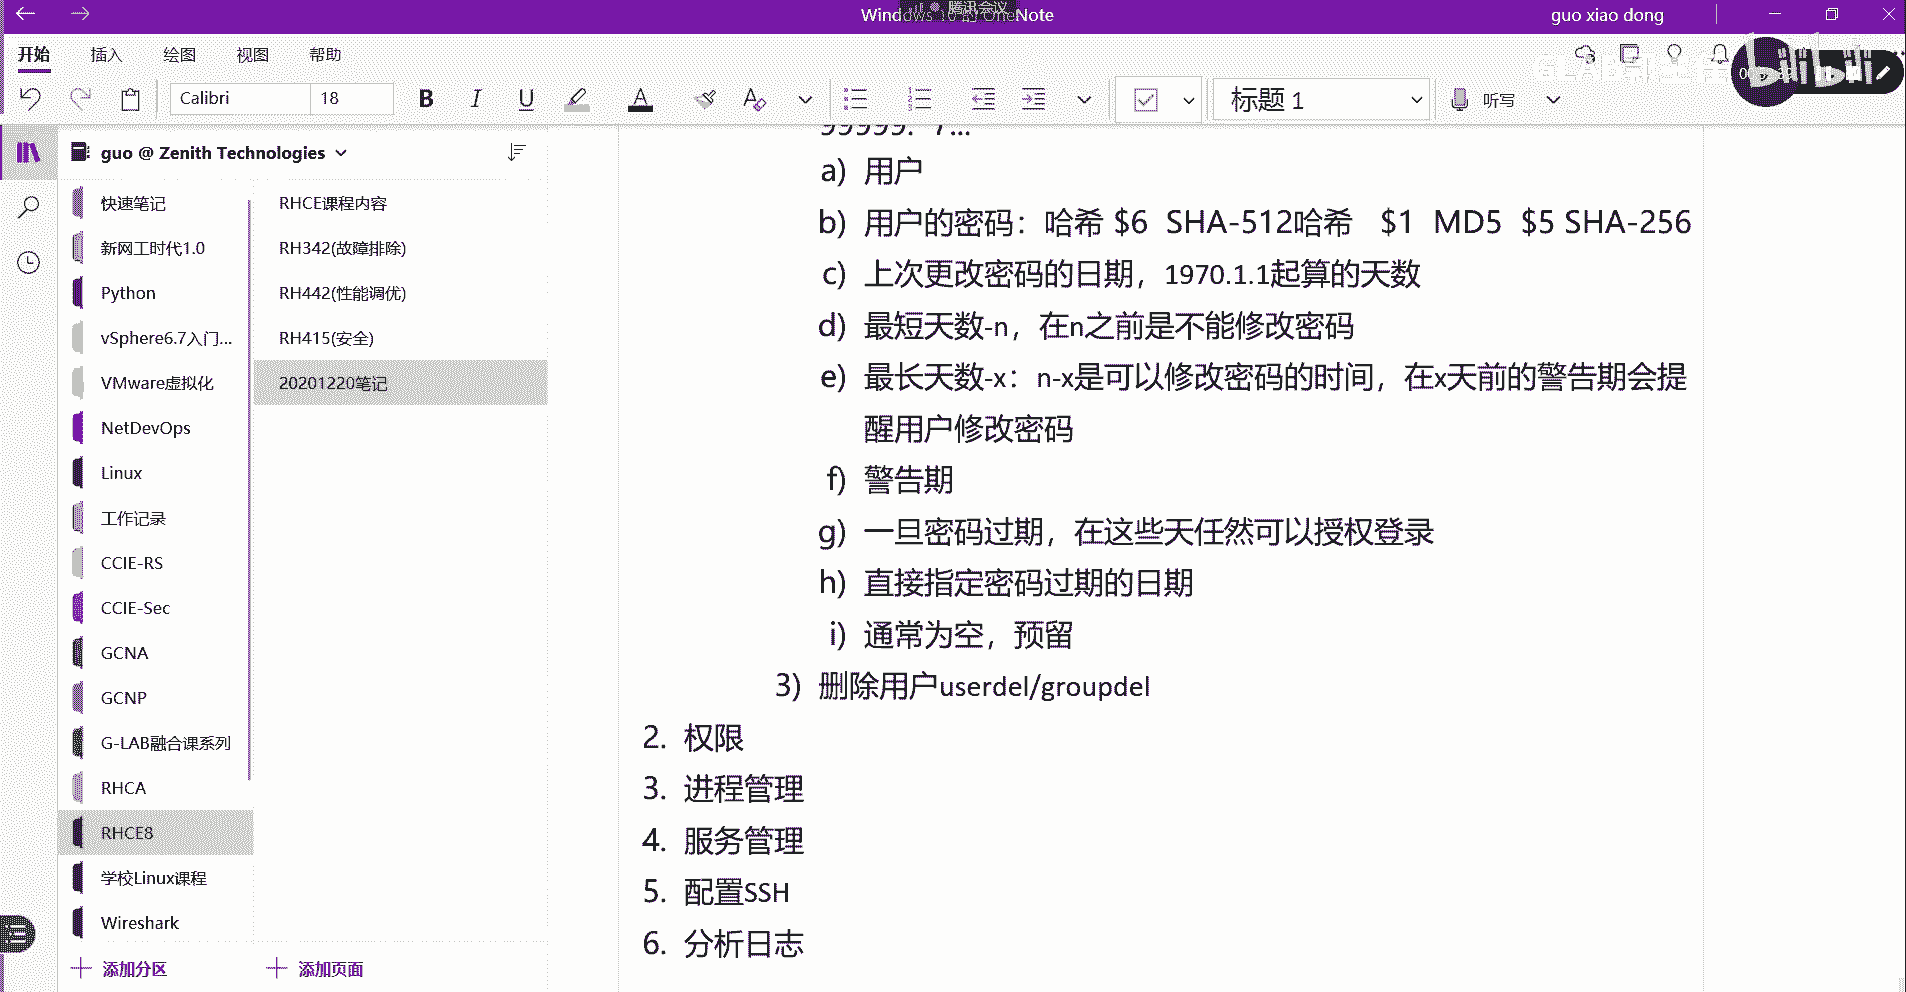 guo xiao dong
开始 插入 绘图 视图 帮助
Calibri 18 B I U 标题 1 听写
guo @ Zenith Technologies
快速笔记
新网工时代1.0
Python
vSphere6.7入门...
VMware虚拟化
NetDevOps
Linux
工作记录
CCIE-RS
CCIE-Sec
GCNA
GCNP
G-LAB融合课系列
RHCA
RHCE8
学校Linux课程
Wireshark
添加分区
RHCE课程内容
RH342(故障排除)
RH442(性能调优)
RH415(安全)
20201220笔记
添加页面
a) 用户
b) 用户的密码：哈希 $6 SHA-512哈希 $1 MD5 $5 SHA-256
c) 上次更改密码的日期，1970.1.1起算的天数
d) 最短天数-n，在n之前是不能修改密码
e) 最长天数-x：n-x是可以修改密码的时间，在x天前的警告期会提
醒用户修改密码
f) 警告期
g) 一旦密码过期，在这些天任然可以授权登录
h) 直接指定密码过期的日期
i) 通常为空，预留
3) 删除用户userdel/groupdel
2. 权限
3. 进程管理
4. 服务管理
5. 配置SSH
6. 分析日志